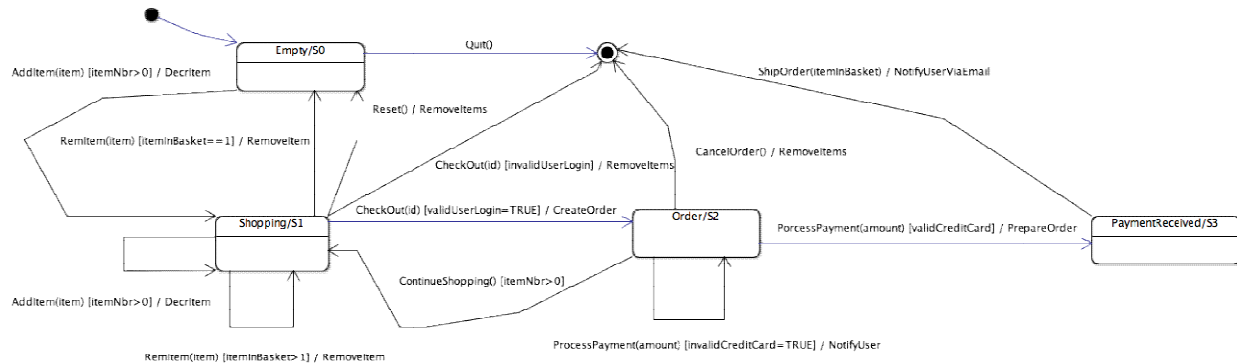 Empty/S0
Quit()
AddItem(item) [itemNbr>0] / DecrItem
ShipOrder(itemInBasket) / NotifyUserViaEmail
Reset() / RemoveItems
RemItem(item) [itemInBasket==1] / RemoveItem
CancelOrder() / RemoveItems
CheckOut(id) [invalidUserLogin] / RemoveItems
CheckOut(id) [validUserLogin=TRUE] / CreateOrder
Shopping/S1
Order/S2
PaymentReceived/S3
PorcessPayment(amount) [validCreditCard] / PrepareOrder
ContinueShopping() [itemNbr>0]
AddItem(item) [itemNbr>0] / DecrItem
ProcessPayment(amount) [invalidCreditCard=TRUE] / NotifyUser
RemItem(item) [itemInBasket>1] / RemoveItem